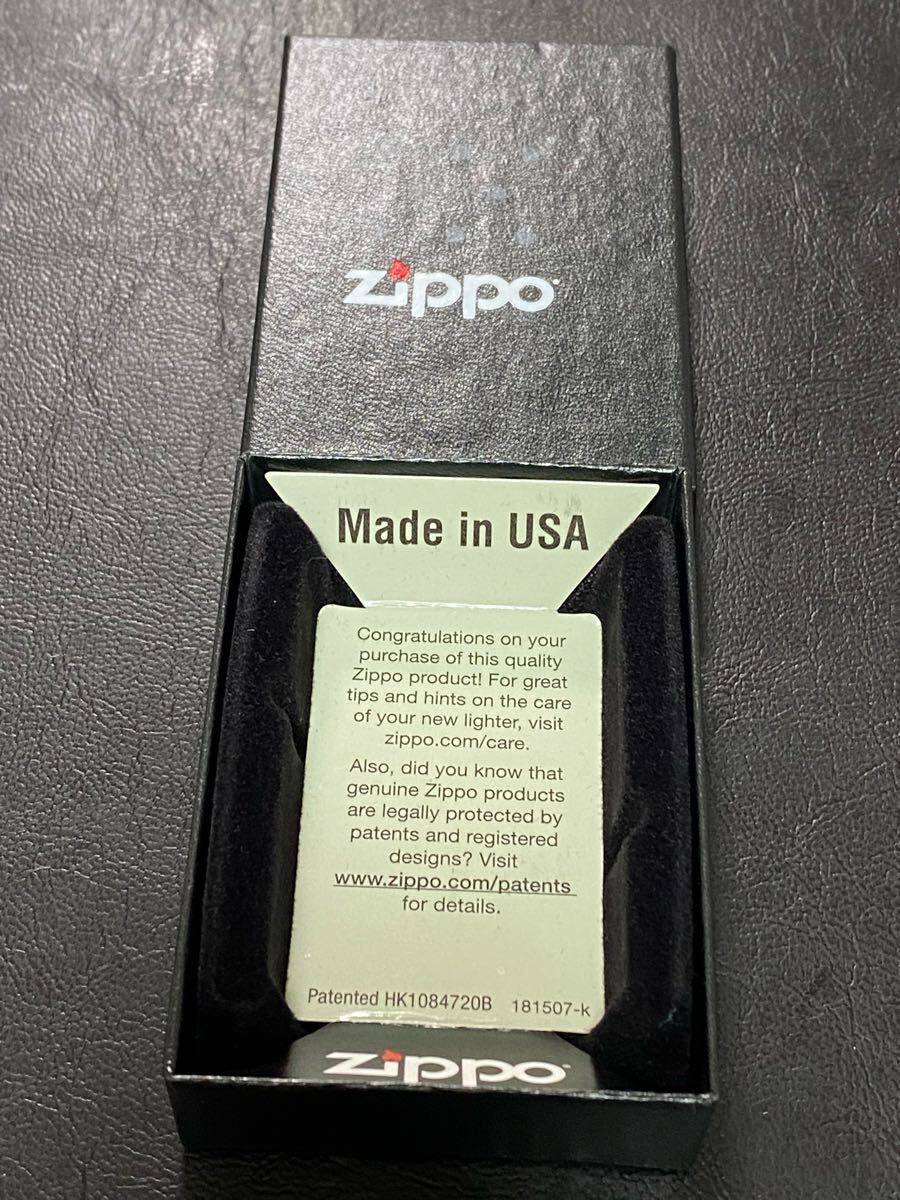 Zippo
Made in USA
Congratulations on your
purchase of this quality
Zippo product! For great
tips and hints on the care
of your new lighter, visit
zippo.com/care.
Also, did you know that
genuine Zippo products
are legally protected by
patents and registered
designs? Visit
www.zippo.com/patents
for details.
Patented HK1084720B 181507-k
Zippo